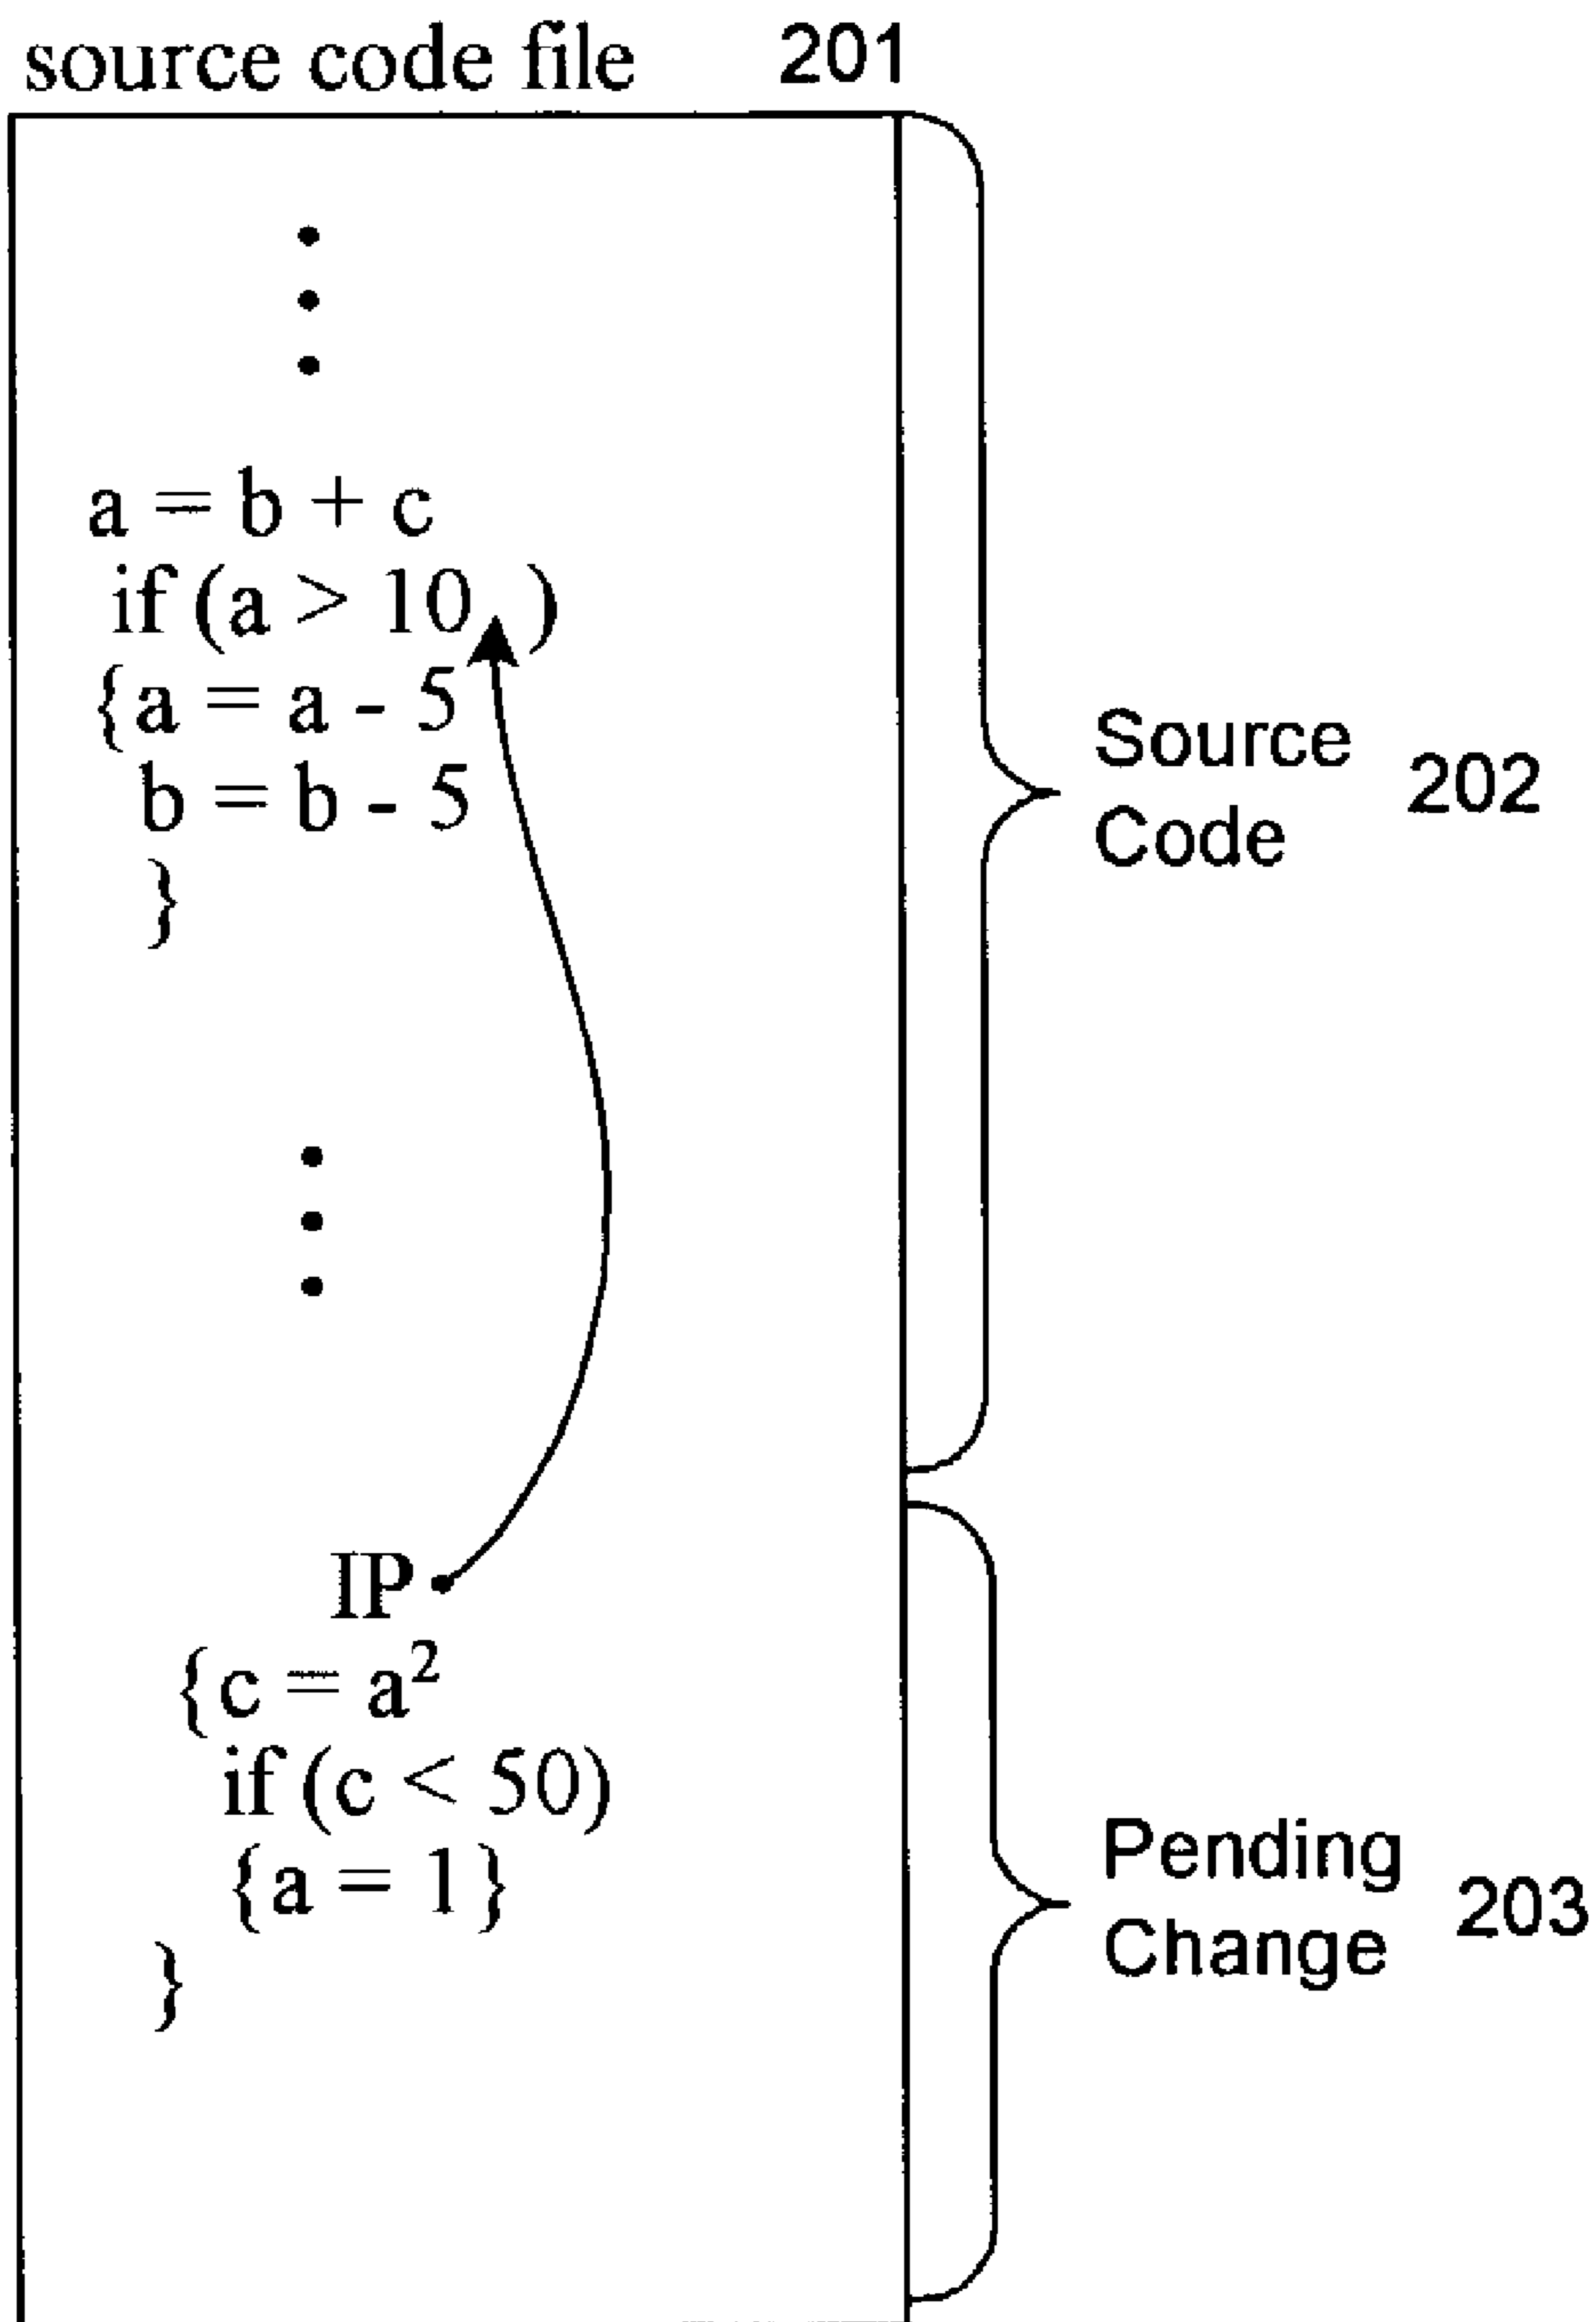 source code file 201
a = b + c
if (a > 10 )
{a = a - 5
b = b - 5
}
Source
Code 202
IP
{c = a²
if (c < 50)
{a = 1}
}
Pending
Change 203